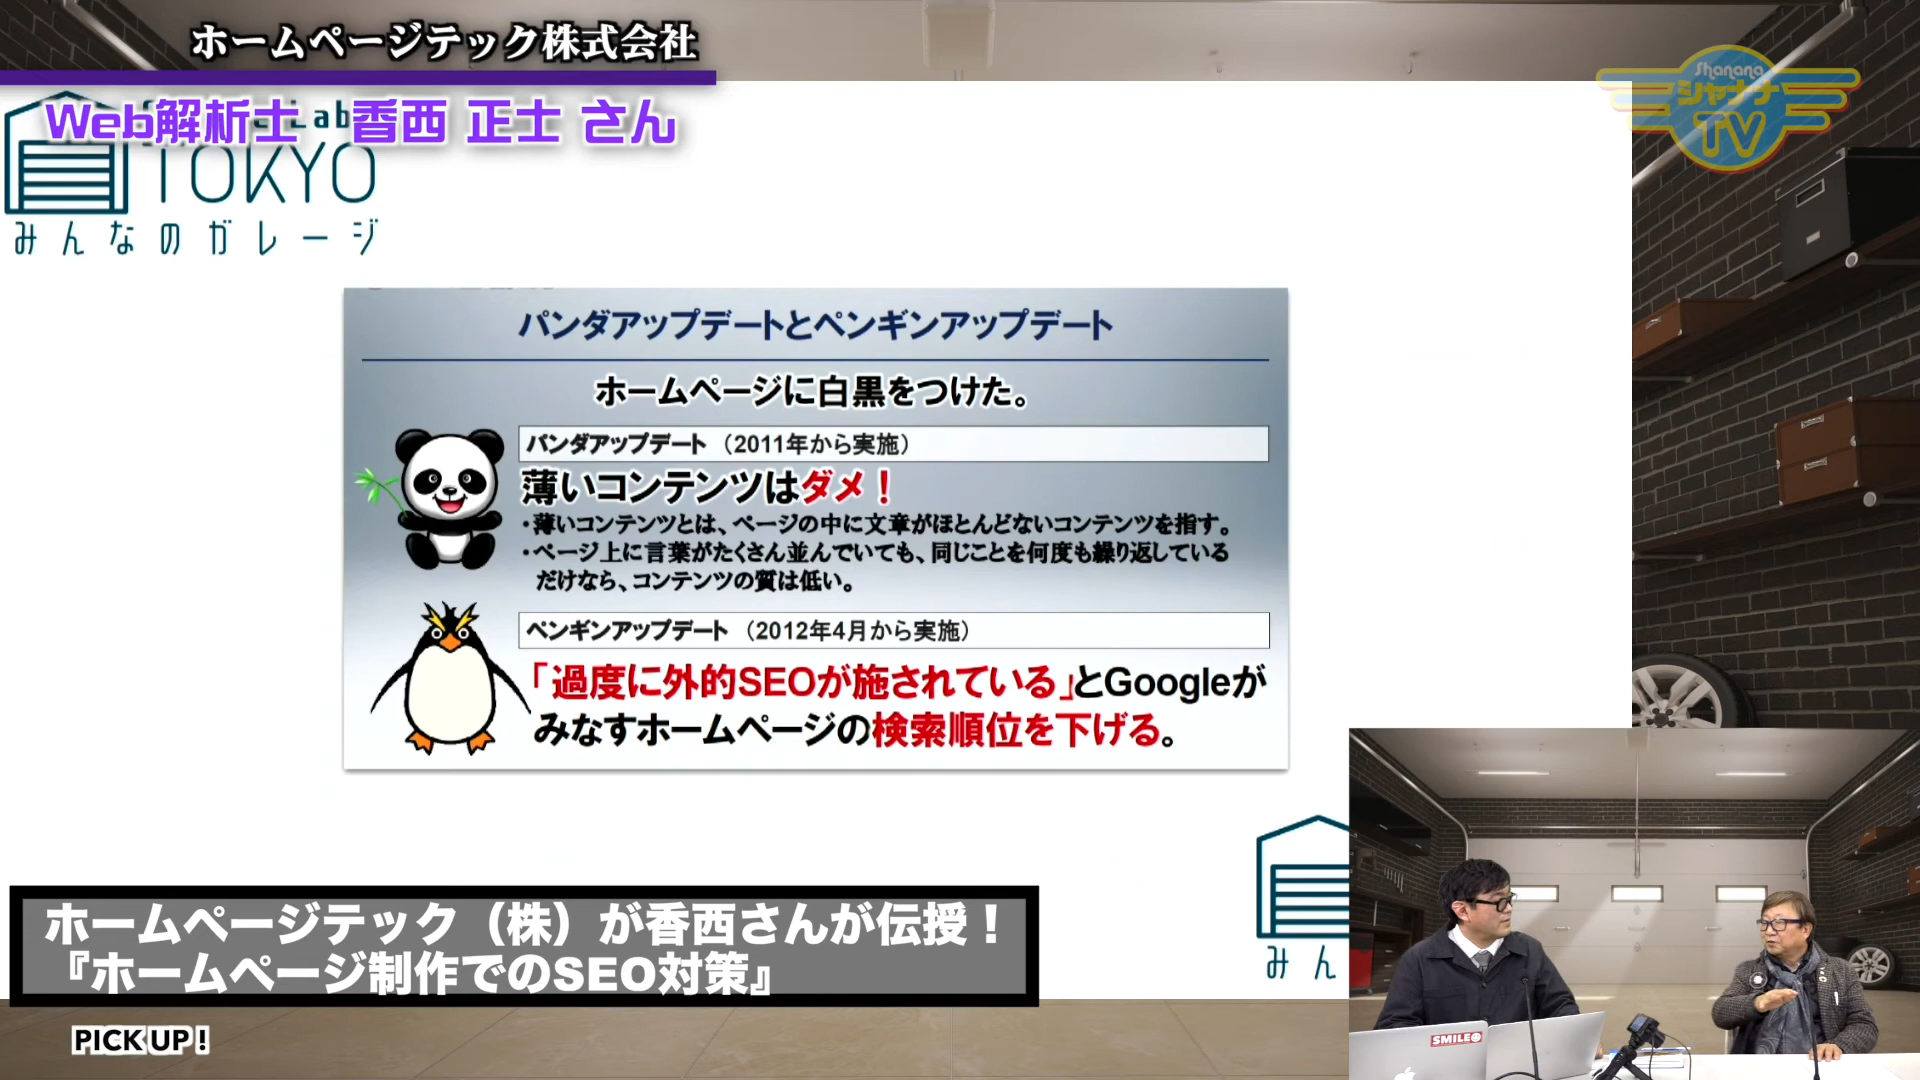 ホームページテック株式会社
Web解析士 香西 正士 さん
Lab
TOKYO
みんなのガレージ
Shanana
シャナナ
TV
パンダアップデートとペンギンアップデート
ホームページに白黒をつけた。
パンダアップデート（2011年から実施）
薄いコンテンツはダメ！
・薄いコンテンツとは、ページの中に文章がほとんどないコンテンツを指す。
・ページ上に言葉がたくさん並んでいても、同じことを何度も繰り返している
だけなら、コンテンツの質は低い。
ペンギンアップデート（2012年4月から実施）
「過度に外的SEOが施されている」とGoogleが
みなすホームページの検索順位を下げる。
みん
ホームページテック（株）が香西さんが伝授！
『ホームページ制作でのSEO対策』
SMILE
PICK UP！